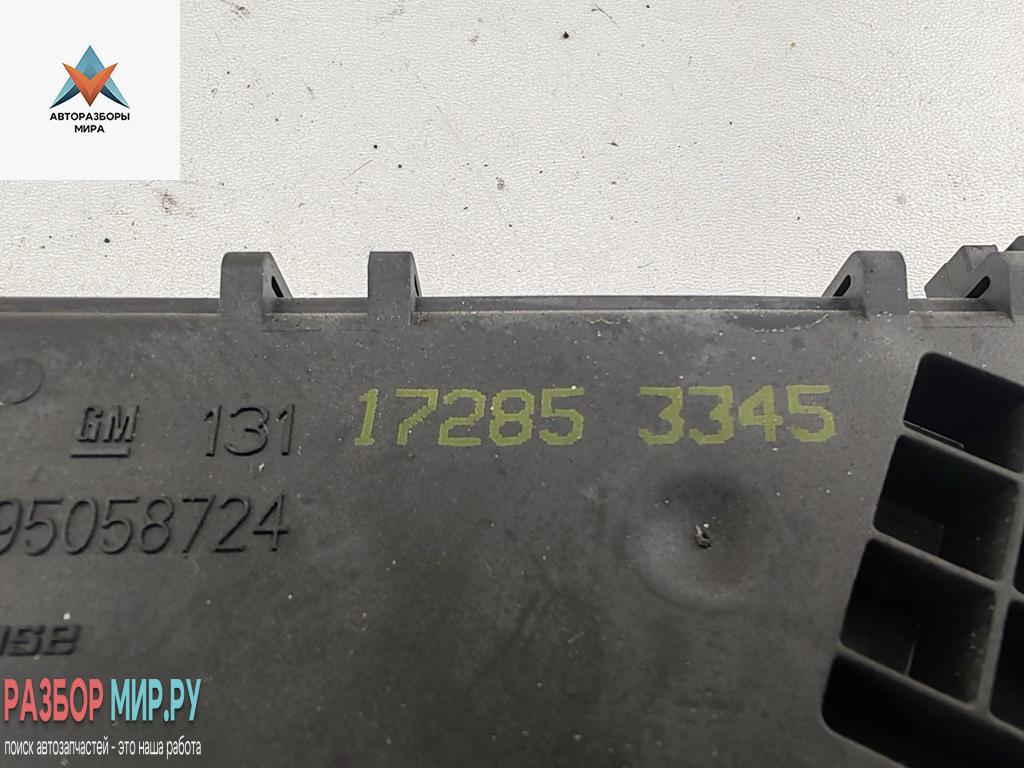 АВТОРАЗБОРЫ
МИРА
GM 131 17285 3345
95058724
РАЗБОР МИР.РУ
поиск автозапчастей - это наша работа